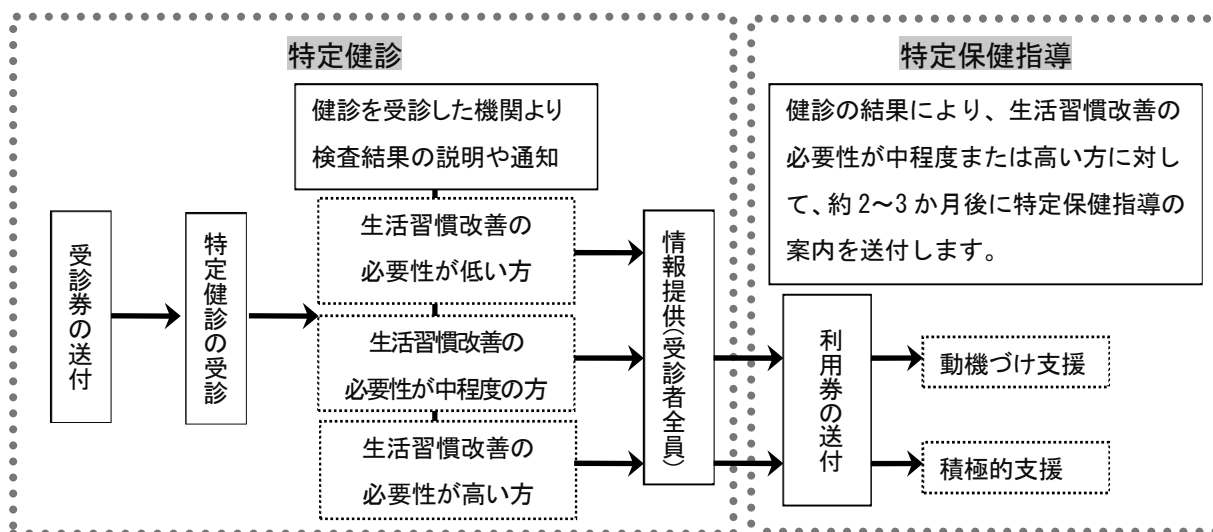 特定健診
健診を受診した機関より
検査結果の説明や通知
受診券の送付
特定健診の受診
生活習慣改善の
必要性が低い方
生活習慣改善の
必要性が中程度の方
生活習慣改善の
必要性が高い方
情報提供(受診者全員)
特定保健指導
健診の結果により、生活習慣改善の
必要性が中程度または高い方に対し
て、約2～3か月後に特定保健指導の
案内を送付します。
利用券の送付
動機づけ支援
積極的支援